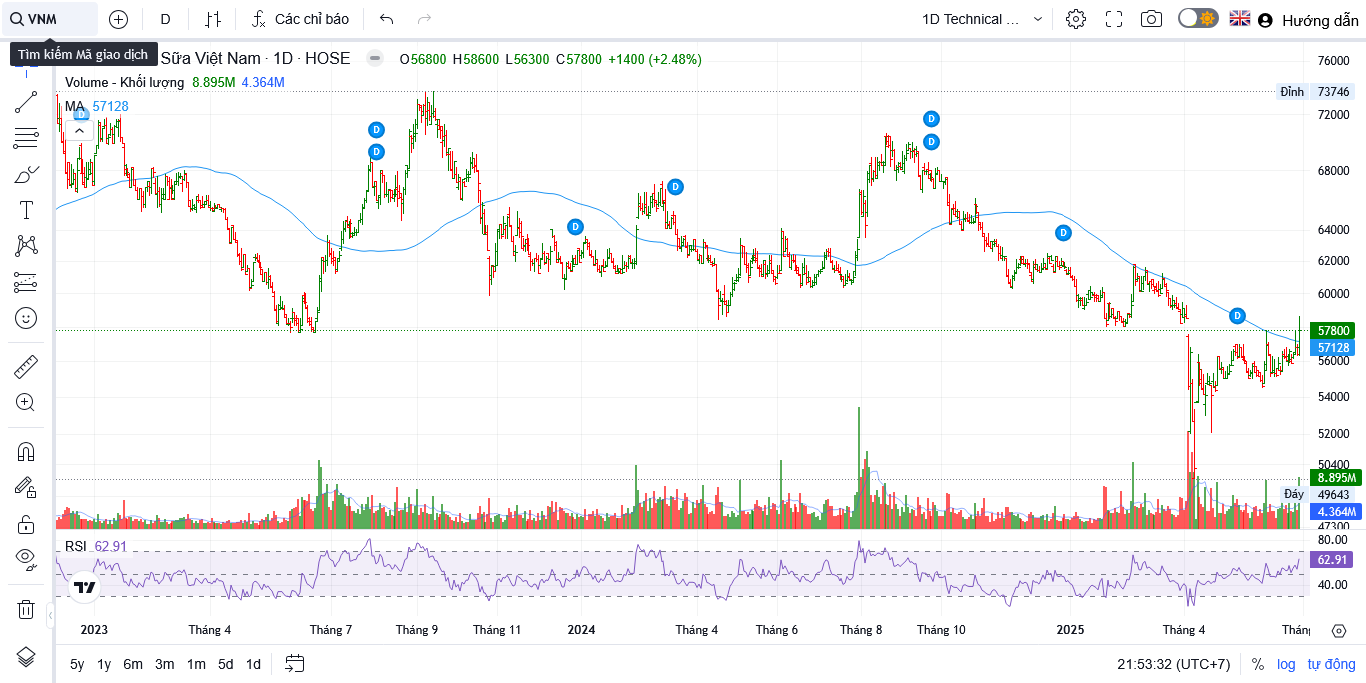 VNM
D
Các chỉ báo
1D Technical ...
Hướng dẫn
Tìm kiếm Mã giao dịch
Sữa Việt Nam · 1D · HOSE
O56800 H58600 L56300 C57800 +1400 (+2.48%)
Volume - Khối lượng 8.895M 4.364M
MA 57128
D
D
D
D
D
D
D
D
D
76000
Đỉnh 73746
72000
68000
64000
62000
60000
57800
57128
56000
54000
52000
50400
8.895M
Đáy 49643
4.364M
47300
RSI 62.91
80.00
62.91
40.00
2023 Tháng 4 Tháng 7 Tháng 9 Tháng 11 2024 Tháng 4 Tháng 6 Tháng 8 Tháng 10 2025 Tháng 4 Tháng
5y 1y 6m 3m 1m 5d 1d
21:53:32 (UTC+7) % log tự động